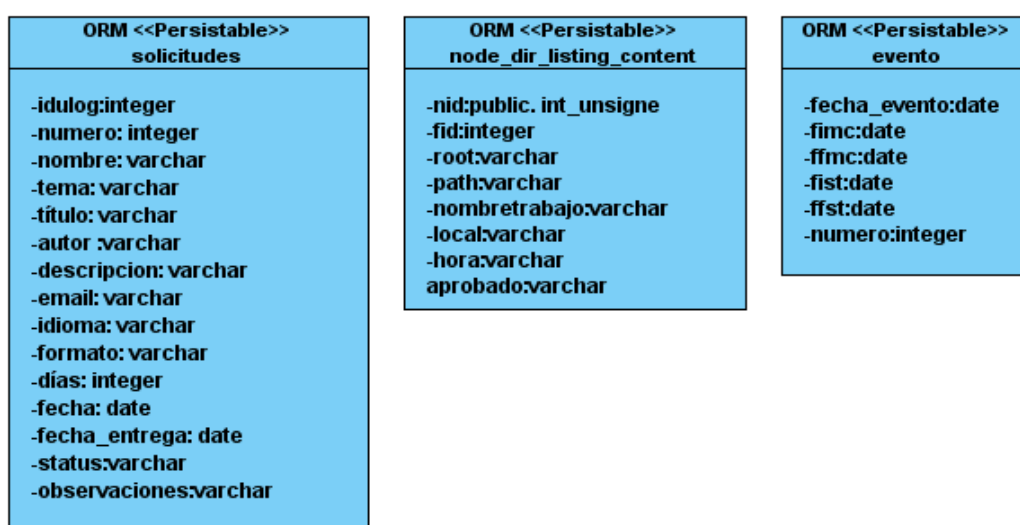 ORM <<Persistable>>
solicitudes
-idulog:integer
-numero: integer
-nombre: varchar
-tema: varchar
-título: varchar
-autor :varchar
-descripcion: varchar
-email: varchar
-idioma: varchar
-formato: varchar
-días: integer
-fecha: date
-fecha_entrega: date
-status:varchar
-observaciones:varchar
ORM <<Persistable>>
node_dir_listing_content
-nid:public. int_unsigne
-fid:integer
-root:varchar
-path:varchar
-nombretrabajo:varchar
-local:varchar
-hora:varchar
aprobado:varchar
ORM <<Persistable>>
evento
-fecha_evento:date
-fimc:date
-ffmc:date
-fist:date
-ffst:date
-numero:integer